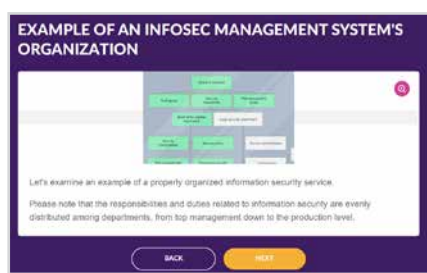 EXAMPLE OF AN INFOSEC MANAGEMENT SYSTEM'S
ORGANIZATION
Let's examine an example of a properly organized information security service.
Please note that the responsibilities and duties related to information security are evenly
distributed among departments, from top management down to the production level.
BACK
NEXT